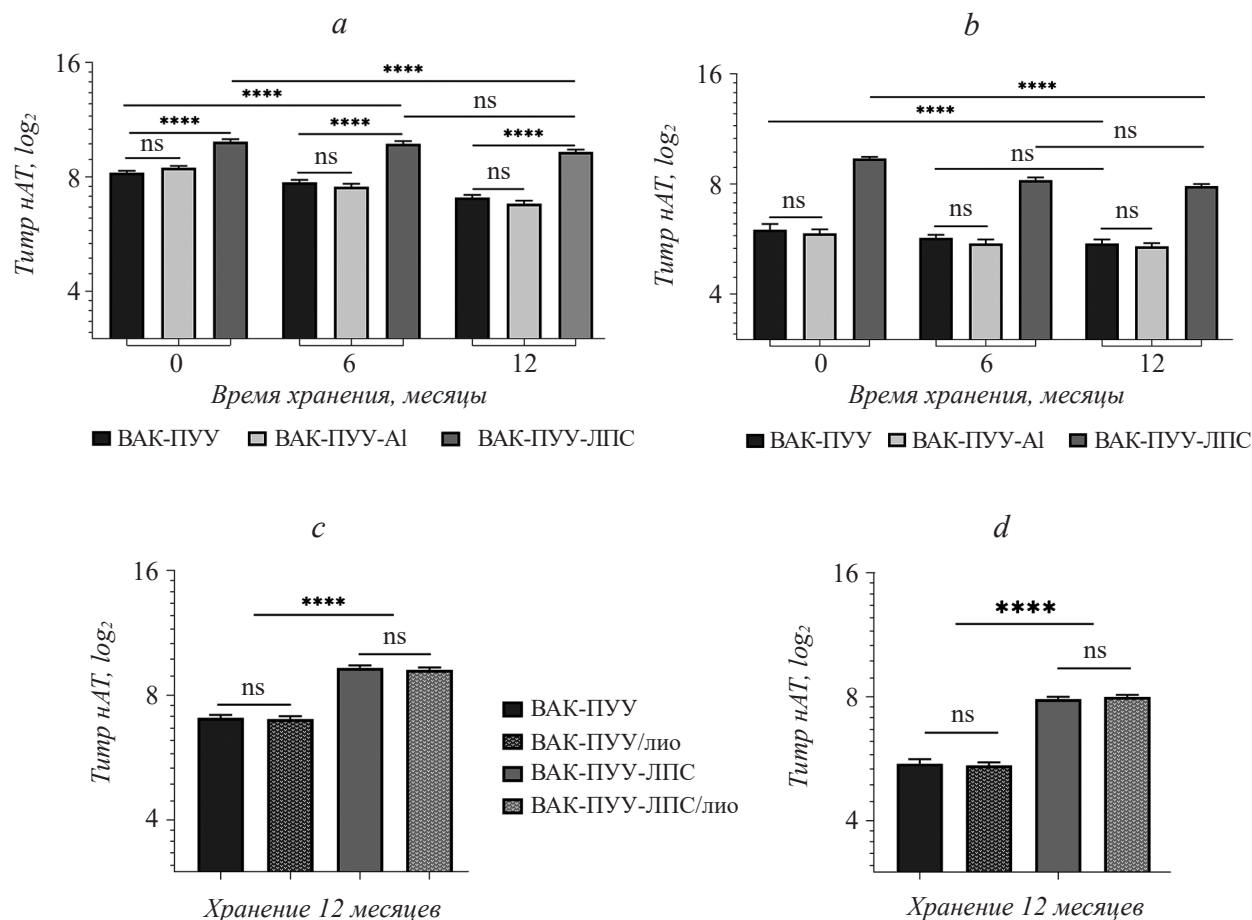 a
16
8
4
Титр нАТ, log2
****
****
ns
****
****
****
ns
ns
ns
0
6
12
Время хранения, месяцы
ВАК-ПУУ ВАК-ПУУ-Al ВАК-ПУУ-ЛПС
b
16
8
4
Титр нАТ, log2
****
****
ns
ns
ns
ns
ns
0
6
12
Время хранения, месяцы
ВАК-ПУУ ВАК-ПУУ-Al ВАК-ПУУ-ЛПС
c
16
8
4
Титр нАТ, log2
****
ns
ns
Хранение 12 месяцев
ВАК-ПУУ
ВАК-ПУУ/лио
ВАК-ПУУ-ЛПС
ВАК-ПУУ-ЛПС/лио
d
16
8
4
Титр нАТ, log2
****
ns
ns
Хранение 12 месяцев